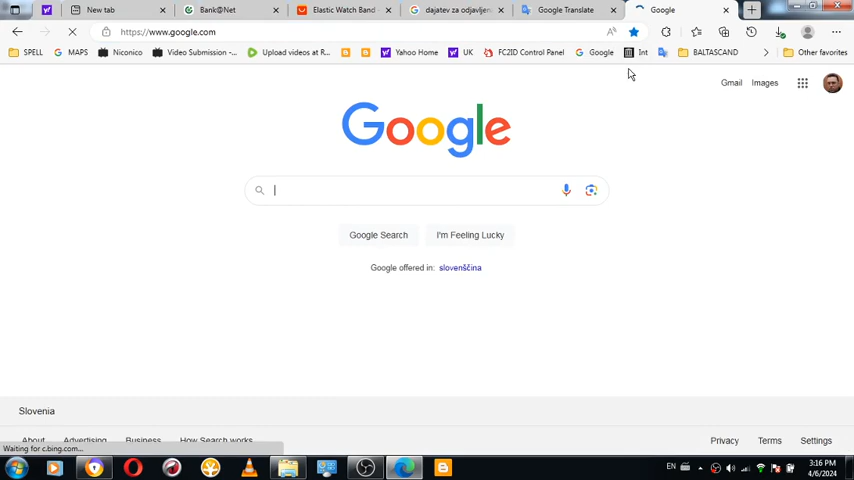 New tab
Bank@Net
Elastic Watch Band -
dajatev za odjavljen
Google Translate
Google
https://www.google.com
SPELL
MAPS
Niconico
Video Submission -...
Upload videos at R...
Yahoo Home
UK
FC2ID Control Panel
Google
Int
BALTASCAND
Other favorites
Gmail
Images
Google
Google Search
I'm Feeling Lucky
Google offered in: slovenščina
Slovenia
About
Advertising
Business
How Search works
Privacy
Terms
Settings
Waiting for c.bing.com...
EN
3:16 PM
4/6/2024